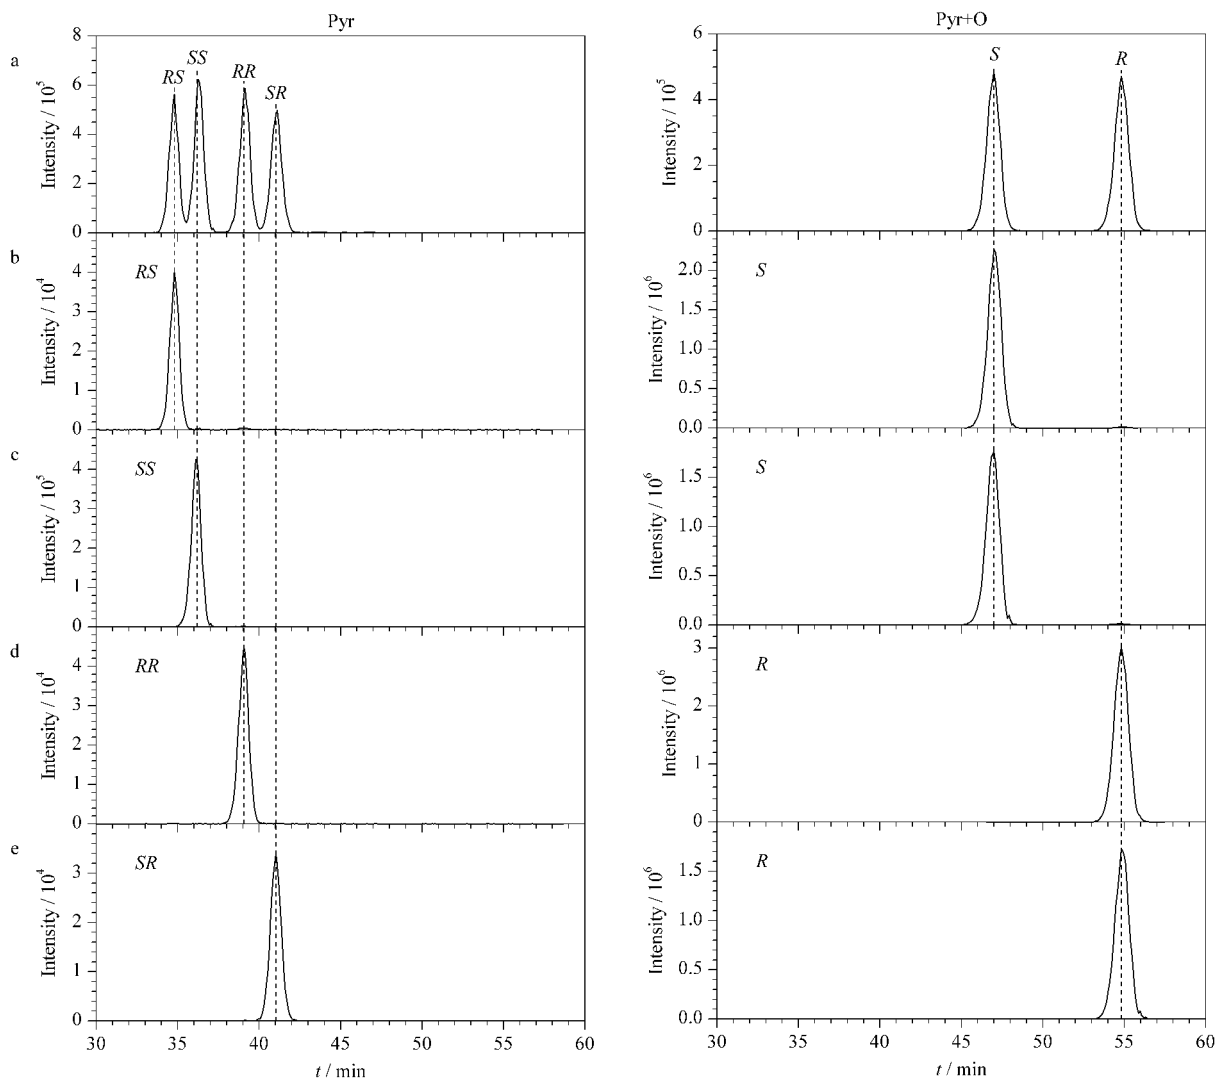 Pyr
Pyr+O
a
RS
SS
RR
SR
8
6
4
2
0
Intensity / 10⁵
S
R
6
4
2
0
Intensity / 10⁵
b
RS
4
3
2
1
0
Intensity / 10⁴
S
2.0
1.5
1.0
0.5
0.0
Intensity / 10⁶
c
SS
4
3
2
1
0
Intensity / 10⁵
S
1.5
1.0
0.5
0.0
Intensity / 10⁶
d
RR
4
3
2
1
0
Intensity / 10⁴
R
3
2
1
0
Intensity / 10⁶
e
SR
3
2
1
0
Intensity / 10⁴
R
1.5
1.0
0.5
0.0
Intensity / 10⁶
30 35 40 45 50 55 60
t / min
30 35 40 45 50 55 60
t / min